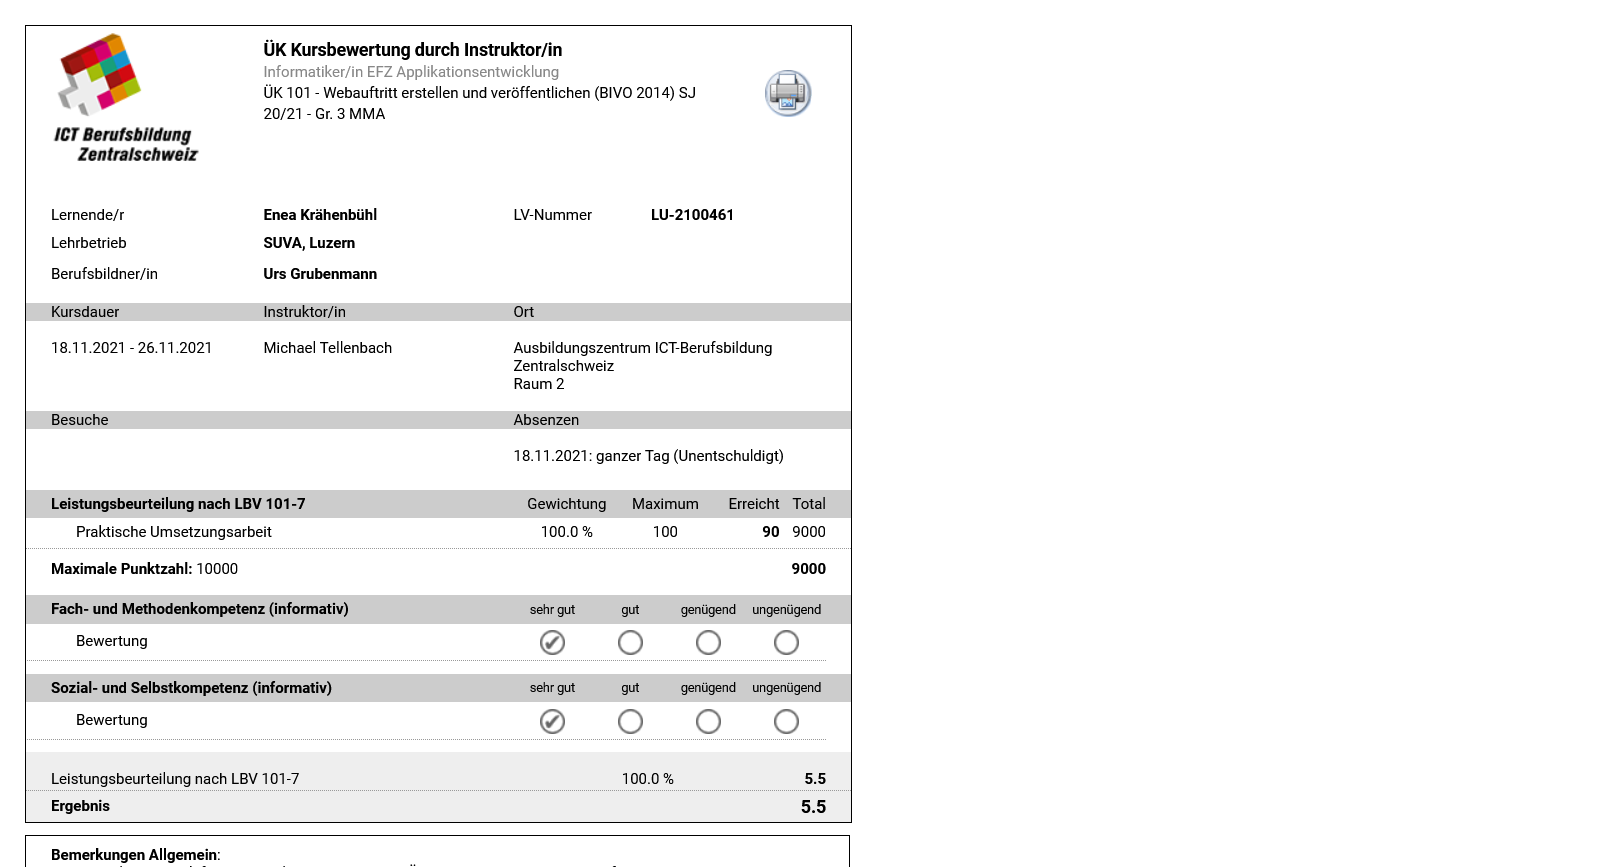 ICT Berufsbildung
Zentralschweiz
ÜK Kursbewertung durch Instruktor/in
Informatiker/in EFZ Applikationsentwicklung
ÜK 101 - Webauftritt erstellen und veröffentlichen (BIVO 2014) SJ
20/21 - Gr. 3 MMA
Lernende/r Enea Krähenbühl LV-Nummer LU-2100461
Lehrbetrieb SUVA, Luzern
Berufsbildner/in Urs Grubenmann
Kursdauer Instruktor/in Ort
18.11.2021 - 26.11.2021 Michael Tellenbach Ausbildungszentrum ICT-Berufsbildung
Zentralschweiz
Raum 2
Besuche Absenzen
18.11.2021: ganzer Tag (Unentschuldigt)
Leistungsbeurteilung nach LBV 101-7 Gewichtung Maximum Erreicht Total
Praktische Umsetzungsarbeit 100.0 % 100 90 9000
Maximale Punktzahl: 10000 9000
Fach- und Methodenkompetenz (informativ) sehr gut gut genügend ungenügend
Bewertung
Sozial- und Selbstkompetenz (informativ) sehr gut gut genügend ungenügend
Bewertung
Leistungsbeurteilung nach LBV 101-7 100.0 % 5.5
Ergebnis 5.5
Bemerkungen Allgemein: